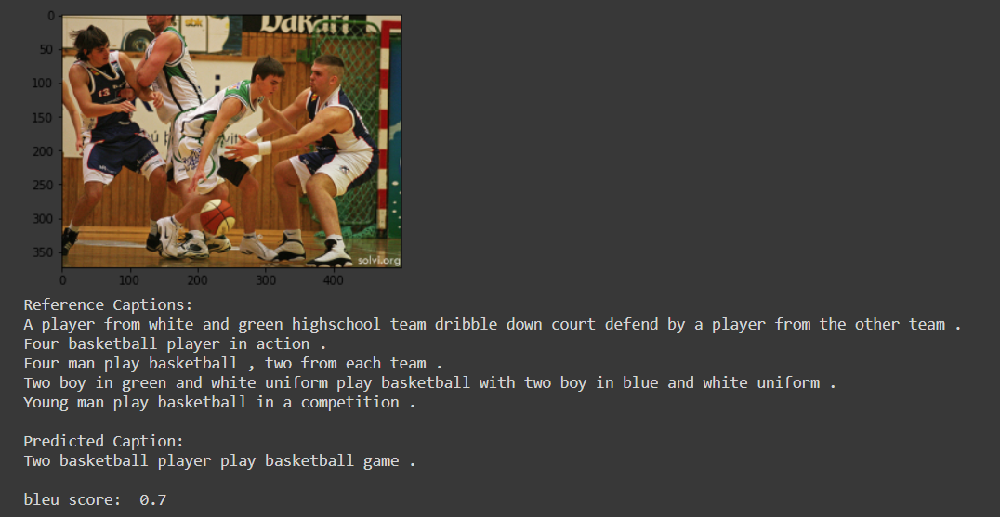 0
50
100
150
200
250
300
350
sbk
Dakari
13
solvi.org
0 100 200 300 400
Reference Captions:
A player from white and green highschool team dribble down court defend by a player from the other team .
Four basketball player in action .
Four man play basketball , two from each team .
Two boy in green and white uniform play basketball with two boy in blue and white uniform .
Young man play basketball in a competition .
Predicted Caption:
Two basketball player play basketball game .
bleu score: 0.7